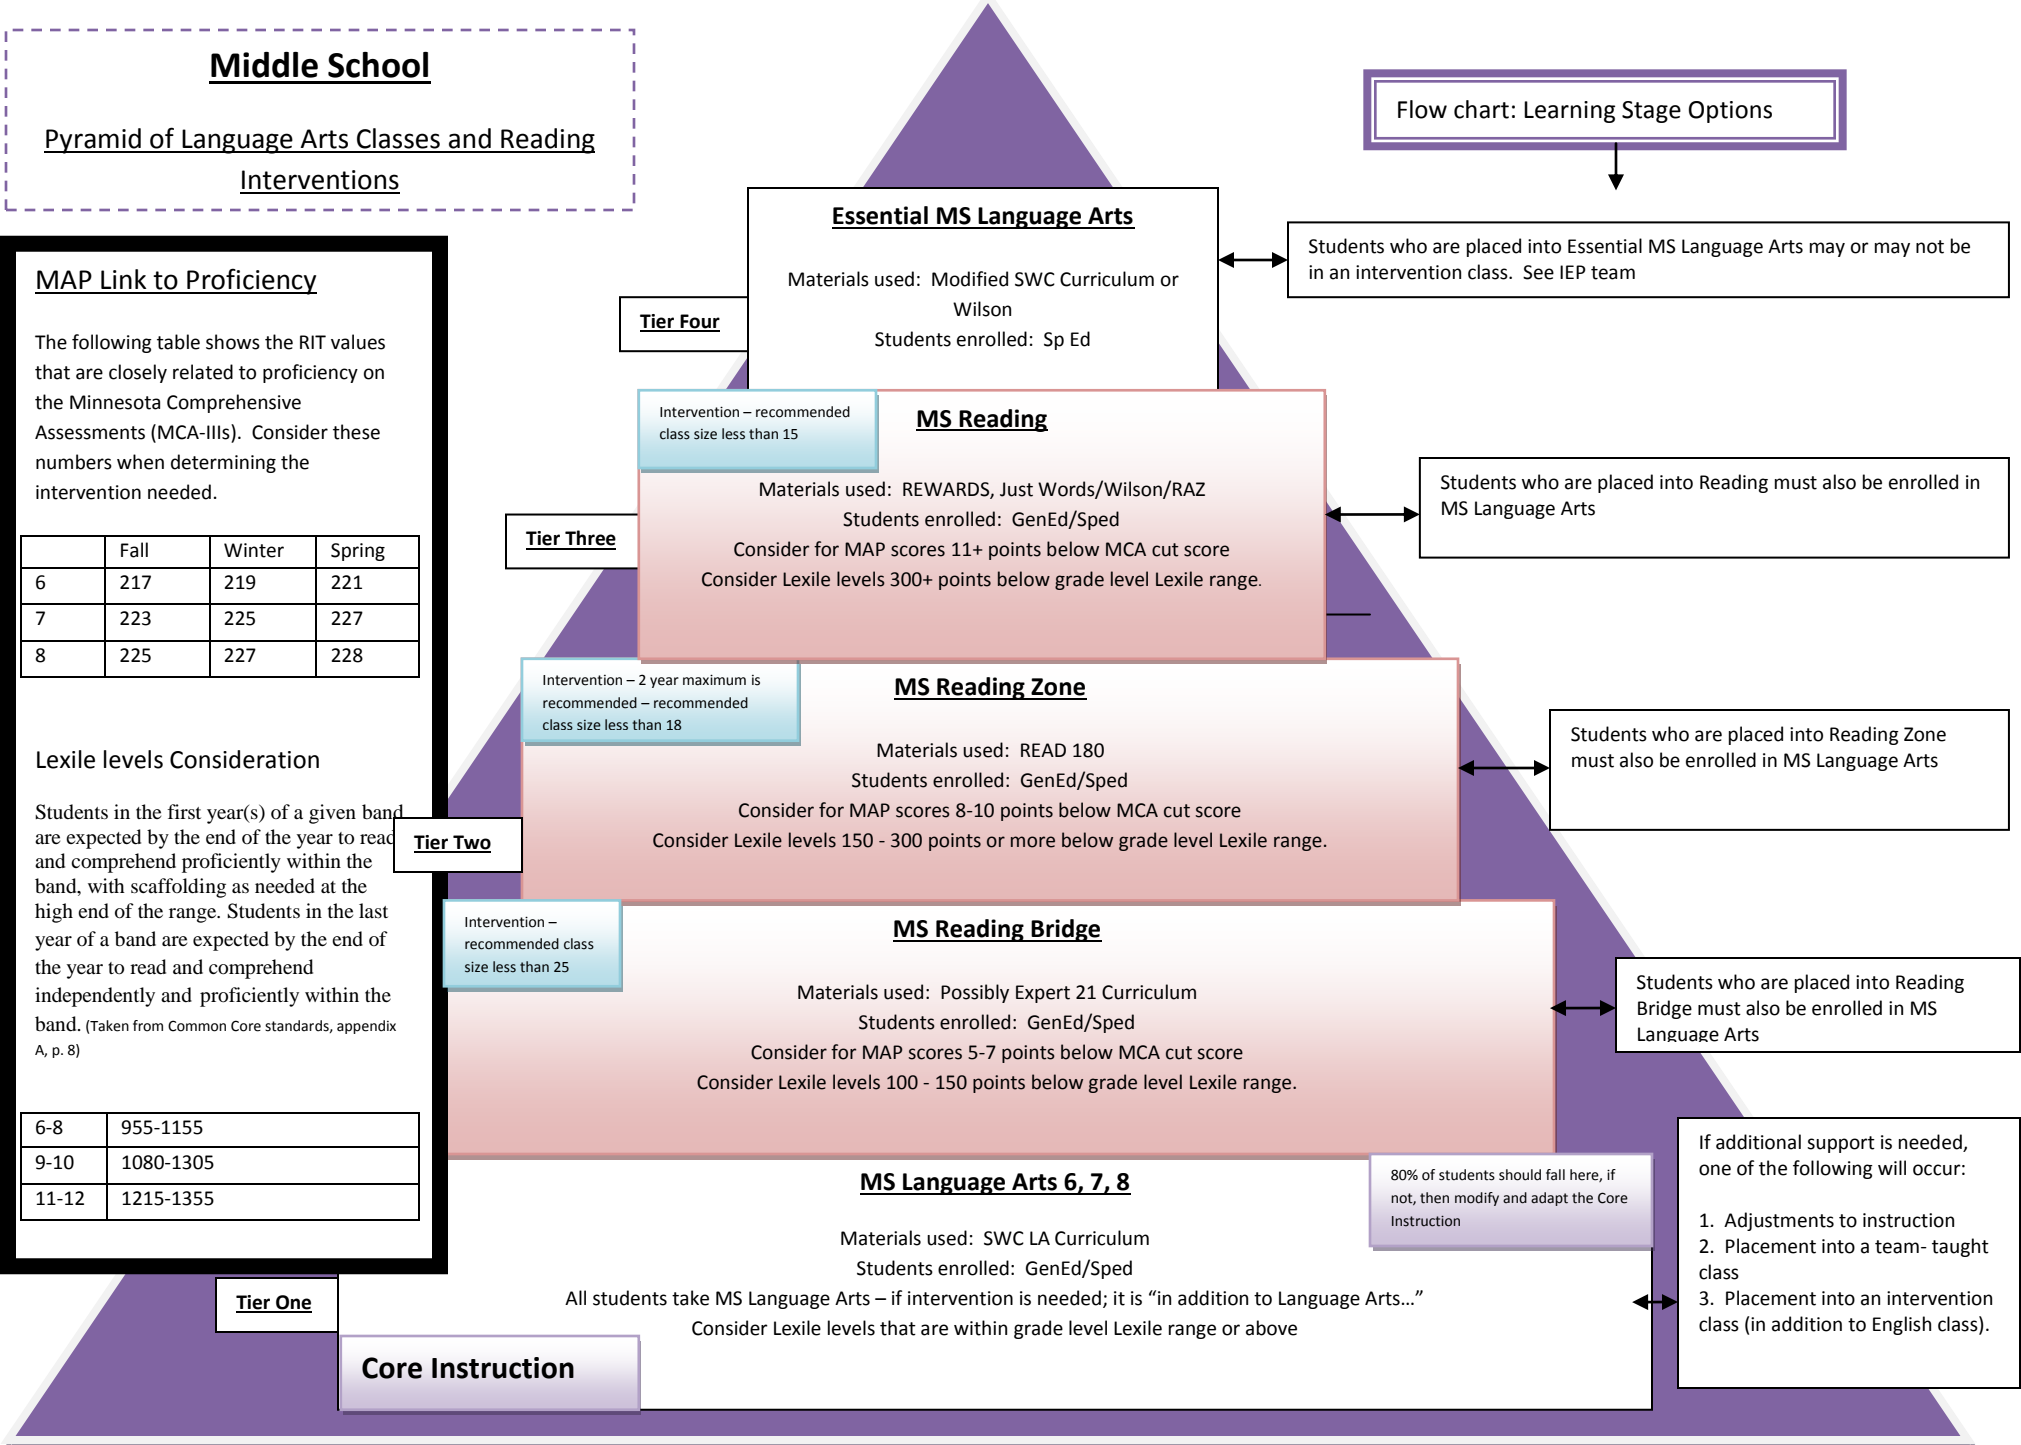 Middle School
Pyramid of Language Arts Classes and Reading
Interventions
Flow chart: Learning Stage Options
MAP Link to Proficiency
The following table shows the RIT values
that are closely related to proficiency on
the Minnesota Comprehensive
Assessments (MCA-IIIs).  Consider these
numbers when determining the
intervention needed.
Fall Winter Spring
6 217 219 221
7 223 225 227
8 225 227 228
Lexile levels Consideration
Students in the first year(s) of a given band
are expected by the end of the year to read
and comprehend proficiently within the
band, with scaffolding as needed at the
high end of the range. Students in the last
year of a band are expected by the end of
the year to read and comprehend
independently and proficiently within the
band. (Taken from Common Core standards, appendix
A, p. 8)
6-8 955-1155
9-10 1080-1305
11-12 1215-1355
Tier Four
Essential MS Language Arts
Materials used:  Modified SWC Curriculum or
Wilson
Students enrolled:  Sp Ed
Students who are placed into Essential MS Language Arts may or may not be
in an intervention class.  See IEP team
Tier Three
Intervention – recommended
class size less than 15
MS Reading
Materials used:  REWARDS, Just Words/Wilson/RAZ
Students enrolled:  GenEd/Sped
Consider for MAP scores 11+ points below MCA cut score
Consider Lexile levels 300+ points below grade level Lexile range.
Students who are placed into Reading must also be enrolled in
MS Language Arts
Tier Two
Intervention – 2 year maximum is
recommended – recommended
class size less than 18
MS Reading Zone
Materials used:  READ 180
Students enrolled:  GenEd/Sped
Consider for MAP scores 8-10 points below MCA cut score
Consider Lexile levels 150 - 300 points or more below grade level Lexile range.
Students who are placed into Reading Zone
must also be enrolled in MS Language Arts
Intervention –
recommended class
size less than 25
MS Reading Bridge
Materials used:  Possibly Expert 21 Curriculum
Students enrolled:  GenEd/Sped
Consider for MAP scores 5-7 points below MCA cut score
Consider Lexile levels 100 - 150 points below grade level Lexile range.
Students who are placed into Reading
Bridge must also be enrolled in MS
Language Arts
Tier One
MS Language Arts 6, 7, 8
80% of students should fall here, if
not, then modify and adapt the Core
Instruction
Materials used:  SWC LA Curriculum
Students enrolled:  GenEd/Sped
All students take MS Language Arts – if intervention is needed; it is “in addition to Language Arts…”
Consider Lexile levels that are within grade level Lexile range or above
Core Instruction
If additional support is needed,
one of the following will occur:
1.  Adjustments to instruction
2.  Placement into a team- taught
class
3.  Placement into an intervention
class (in addition to English class).